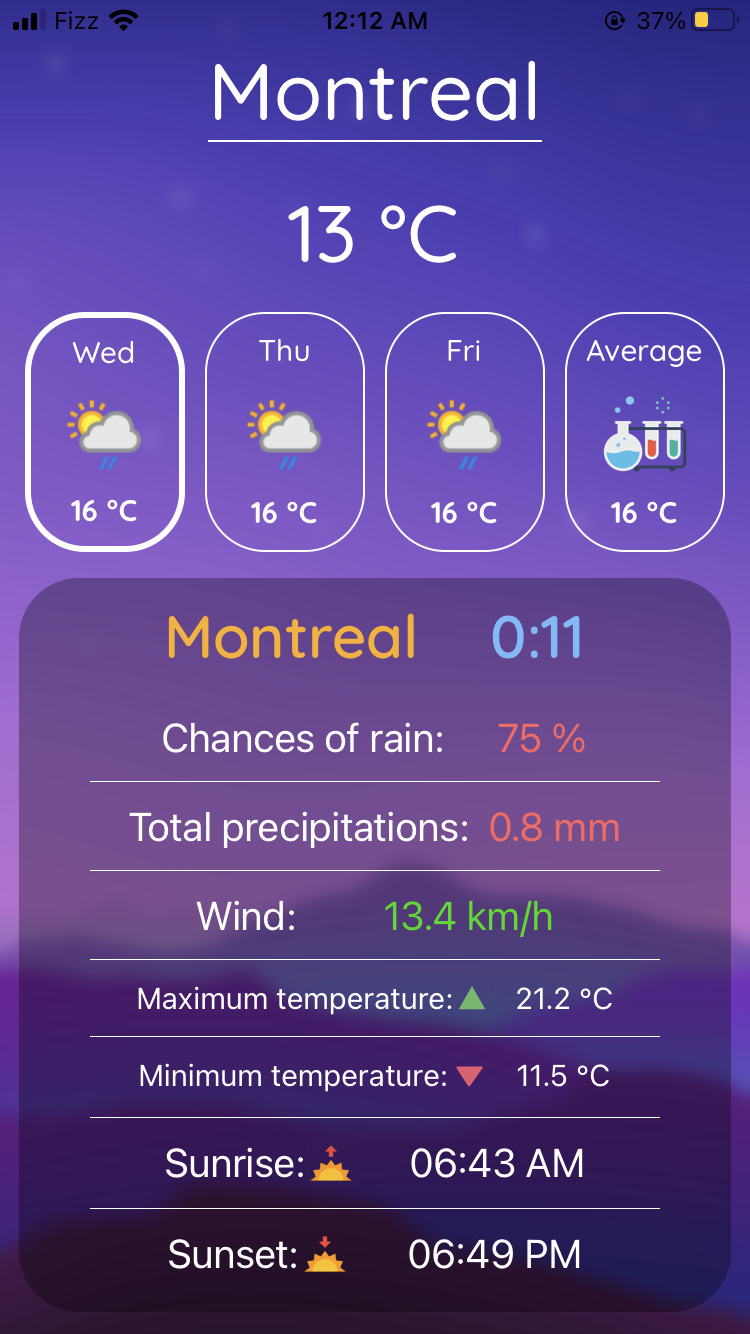 Fizz 12:12 AM 37%
Montreal
13 °C
Wed Thu Fri Average
16 °C 16 °C 16 °C 16 °C
Montreal 0:11
Chances of rain: 75 %
Total precipitations: 0.8 mm
Wind: 13.4 km/h
Maximum temperature: 21.2 °C
Minimum temperature: 11.5 °C
Sunrise: 06:43 AM
Sunset: 06:49 PM